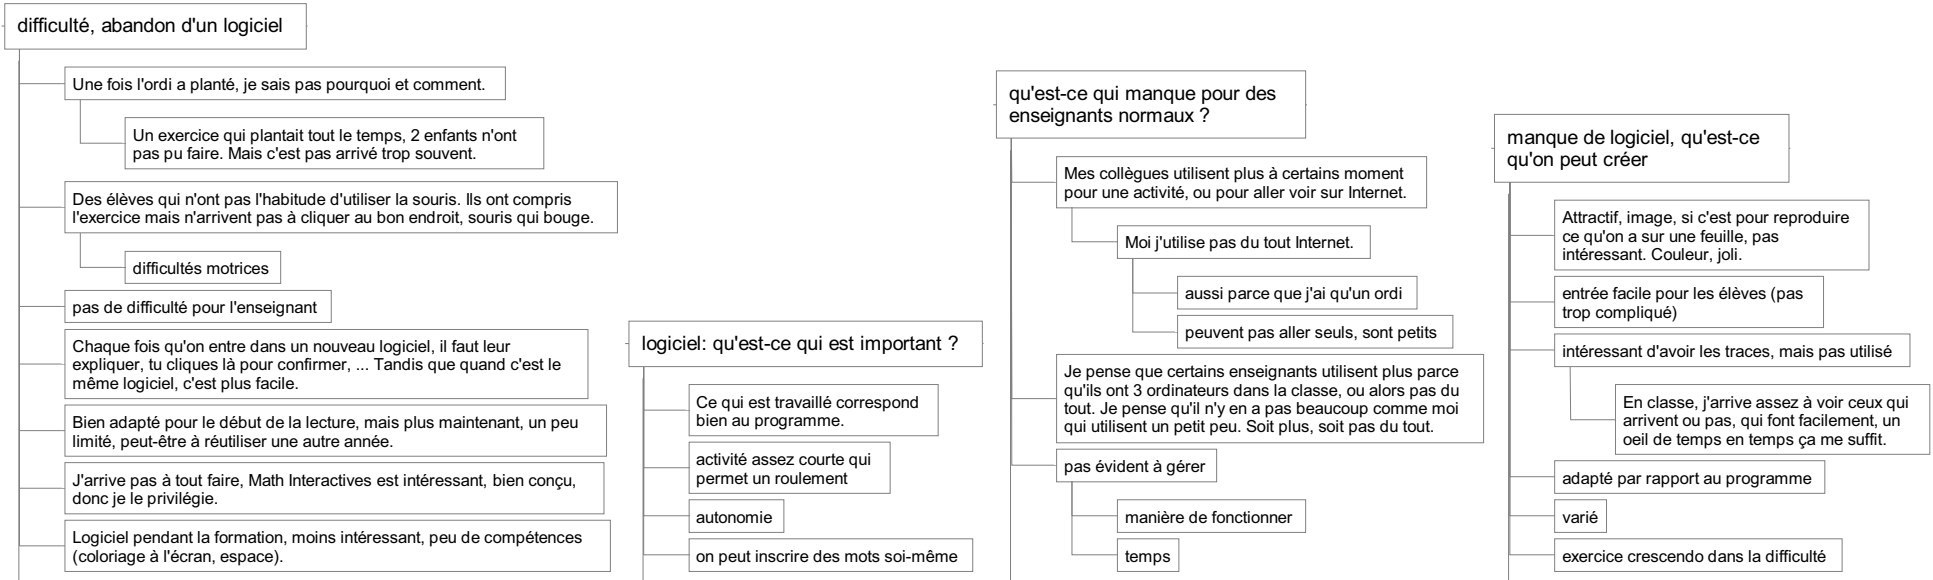 difficulté, abandon d'un logiciel
Une fois l'ordi a planté, je sais pas pourquoi et comment.
Un exercice qui plantait tout le temps, 2 enfants n'ont
pas pu faire. Mais c'est pas arrivé trop souvent.
Des élèves qui n'ont pas l'habitude d'utiliser la souris. Ils ont compris
l'exercice mais n'arrivent pas à cliquer au bon endroit, souris qui bouge.
difficultés motrices
pas de difficulté pour l'enseignant
Chaque fois qu'on entre dans un nouveau logiciel, il faut leur
expliquer, tu cliques là pour confirmer, ... Tandis que quand c'est le
même logiciel, c'est plus facile.
Bien adapté pour le début de la lecture, mais plus maintenant, un peu
limité, peut-être à réutiliser une autre année.
J'arrive pas à tout faire, Math Interactives est intéressant, bien conçu,
donc je le privilégie.
Logiciel pendant la formation, moins intéressant, peu de compétences
(coloriage à l'écran, espace).
logiciel: qu'est-ce qui est important ?
Ce qui est travaillé correspond
bien au programme.
activité assez courte qui
permet un roulement
autonomie
on peut inscrire des mots soi-même
qu'est-ce qui manque pour des
enseignants normaux ?
Mes collègues utilisent plus à certains moment
pour une activité, ou pour aller voir sur Internet.
Moi j'utilise pas du tout Internet.
aussi parce que j'ai qu'un ordi
peuvent pas aller seuls, sont petits
Je pense que certains enseignants utilisent plus parce
qu'ils ont 3 ordinateurs dans la classe, ou alors pas du
tout. Je pense qu'il n'y en a pas beaucoup comme moi
qui utilisent un petit peu. Soit plus, soit pas du tout.
pas évident à gérer
manière de fonctionner
temps
manque de logiciel, qu'est-ce
qu'on peut créer
Attractif, image, si c'est pour reproduire
ce qu'on a sur une feuille, pas
intéressant. Couleur, joli.
entrée facile pour les élèves (pas
trop compliqué)
intéressant d'avoir les traces, mais pas utilisé
En classe, j'arrive assez à voir ceux qui
arrivent ou pas, qui font facilement, un
oeil de temps en temps ça me suffit.
adapté par rapport au programme
varié
exercice crescendo dans la difficulté